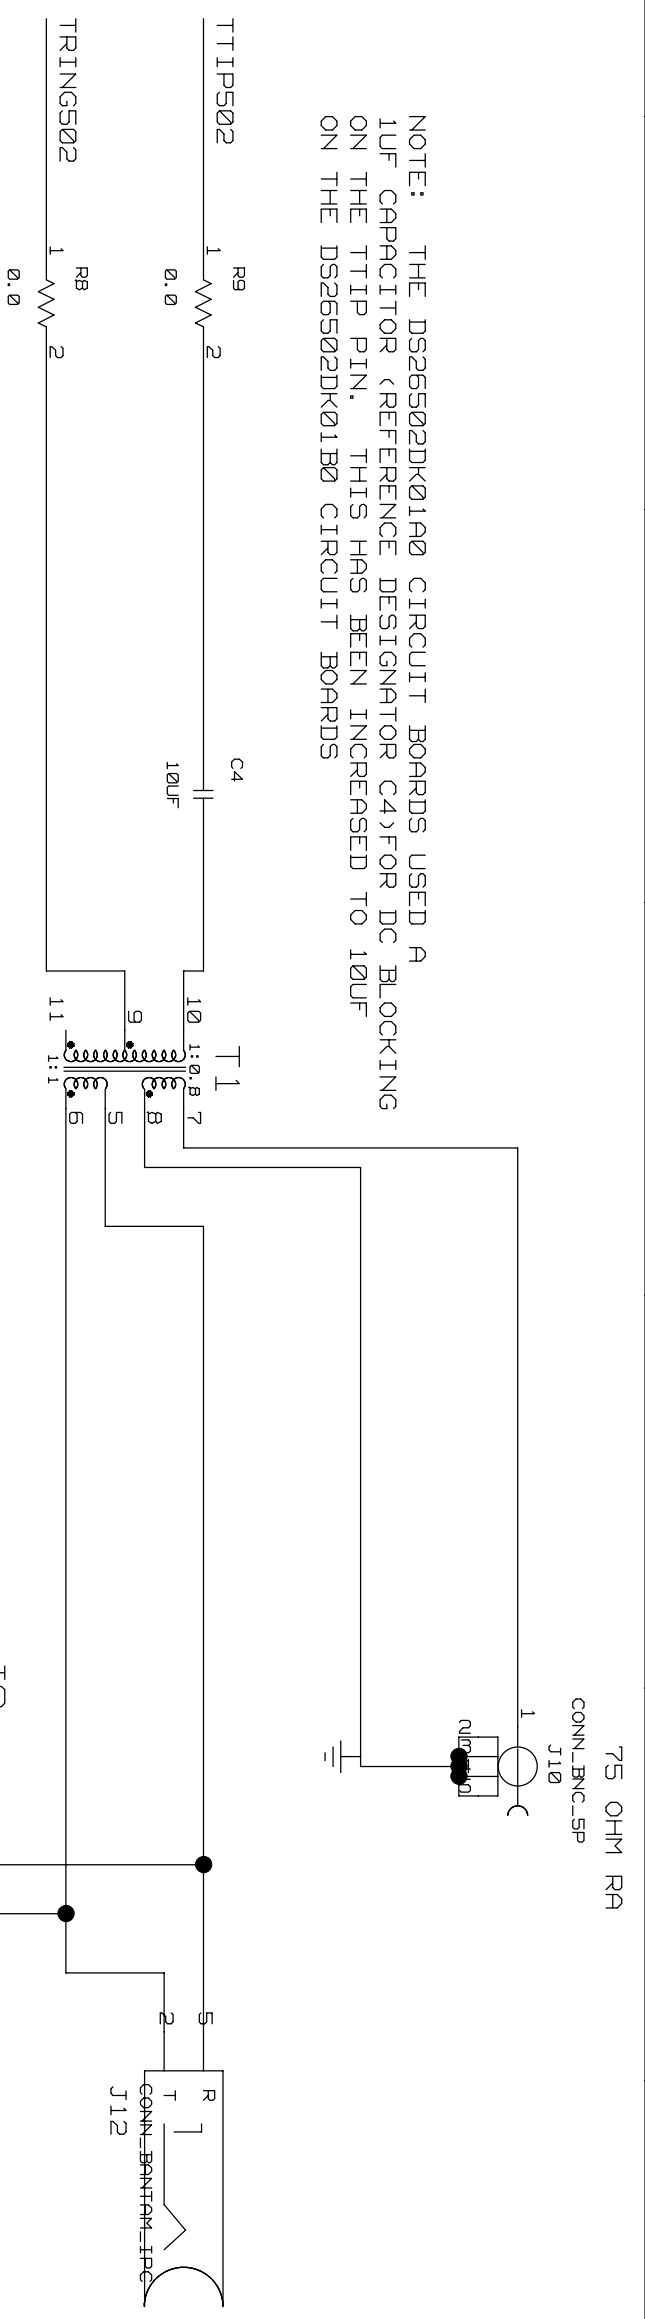 75 OHM RA
CONN_BNC_5P
J10
1
NOTE:  THE DS26502DK01A0 CIRCUIT BOARDS USED A
1UF CAPACITOR (REFERENCE DESIGNATOR C4)FOR DC BLOCKING
ON THE TTIP PIN.  THIS HAS BEEN INCREASED TO 10UF
ON THE DS26502DK01B0 CIRCUIT BOARDS
TTIP502
1
R9
0.0
2
C4
10UF
T1
10
1:0.8
7
9
8
5
11
1:1
6
TRING502
1
R8
0.0
2
5
2
R
T
CONN_BANTAM_IPC
J12